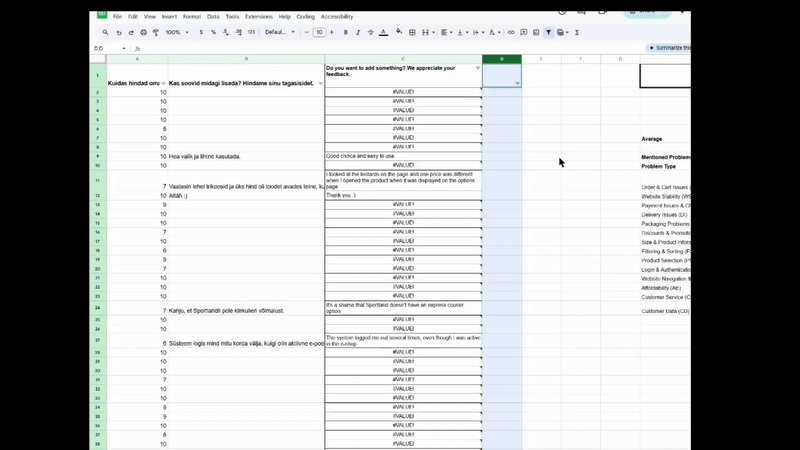 File Edit View Insert Format Data Tools Extensions Help Coding Accessibility
100% $ % .0 .00 123 Defaul... 10
D:D fx Summarize this
A B C D E F G
1 Kuidas hindad oma Kas soovid midagi lisada? Hindame sinu tagasisidet. Do you want to add something? We appreciate your feedback.
2 10 #VALUE!
3 10 #VALUE!
4 10 #VALUE!
5 10 #VALUE!
6 8 #VALUE!
7 10 #VALUE!
8 10 #VALUE!
Average
9 10 Hea valik ja lihtne kasutada. Good choice and easy to use.
Mentioned Problem
10 10 #VALUE!
Problem Type
11 7 Vaatasin lehel trikoosid ja üks hind oli toodet avades teine, ku I looked at the leotards on the page and one price was different when I opened the product when it was displayed on the options page
Order & Cart Issues
12 10 Aitäh :) Thank you :)
Website Stability (WS
13 9 #VALUE!
Payment Issues & Ch
14 10 #VALUE!
Delivery Issues (DI)
15 10 #VALUE!
Packaging Problems
16 7 #VALUE!
Discounts & Promotio
17 10 #VALUE!
Size & Product Inform
18 6 #VALUE!
Filtering & Sorting (F
19 9 #VALUE!
Product Selection (P
20 7 #VALUE!
Login & Authenticatio
21 10 #VALUE!
Website Navigation &
22 10 #VALUE!
Affordability (AE)
23 10 #VALUE!
Customer Service (C
24 7 Kahju, et Sportlandil pole kiirkulleri võimalust. It's a shame that Sportland doesn't have an express courier option.
Customer Data (CD)
25 10 #VALUE!
26 10 #VALUE!
27 6 Süsteem logis mind mitu korda välja, kuigi olin aktiivne e-poe The system logged me out several times, even though I was active in the e-shop
28 10 #VALUE!
29 10 #VALUE!
30 10 #VALUE!
31 7 #VALUE!
32 10 #VALUE!
33 10 #VALUE!
34 9 #VALUE!
35 9 #VALUE!
36 10 #VALUE!
37 8 #VALUE!
38 10 #VALUE!